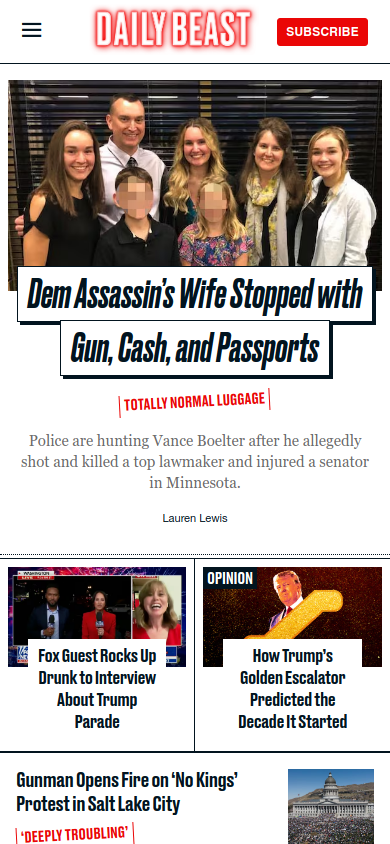 DAILY BEAST
SUBSCRIBE
Dem Assassin's Wife Stopped with
Gun, Cash, and Passports
TOTALLY NORMAL LUGGAGE
Police are hunting Vance Boelter after he allegedly
shot and killed a top lawmaker and injured a senator
in Minnesota.
Lauren Lewis
WASHINGTON
LIVE
Fox Guest Rocks Up
Drunk to Interview
About Trump
Parade
OPINION
How Trump's
Golden Escalator
Predicted the
Decade It Started
Gunman Opens Fire on ‘No Kings’
Protest in Salt Lake City
‘DEEPLY TROUBLING’